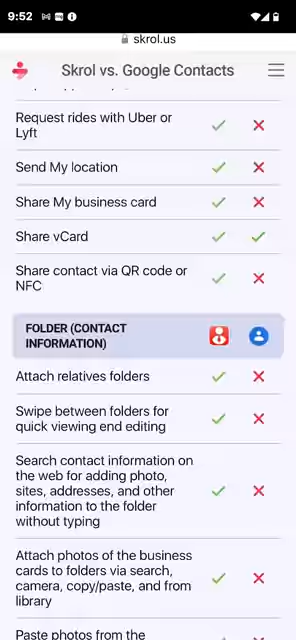 9:52
skrol.us
Skrol vs. Google Contacts
Request rides with Uber or
Lyft
Send My location
Share My business card
Share vCard
Share contact via QR code or
NFC
FOLDER (CONTACT
INFORMATION)
Attach relatives folders
Swipe between folders for
quick viewing end editing
Search contact information on
the web for adding photo,
sites, addresses, and other
information to the folder
without typing
Attach photos of the business
cards to folders via search,
camera, copy/paste, and from
library
Paste photos from the